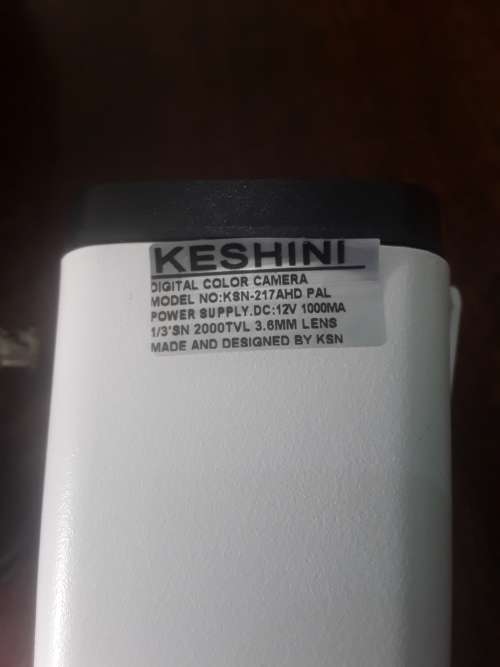 KESHINI
DIGITAL COLOR CAMERA
MODEL NO:KSN-217AHD PAL
POWER SUPPLY.DC:12V 1000MA
1/3'SN 2000TVL 3.6MM LENS
MADE AND DESIGNED BY KSN